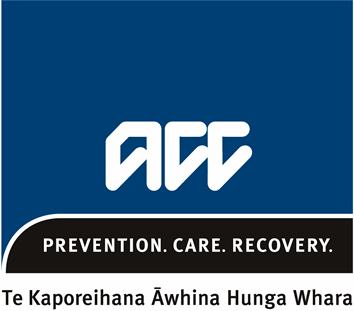 acc
PREVENTION. CARE. RECOVERY.
Te Kaporeihana Āwhina Hunga Whara